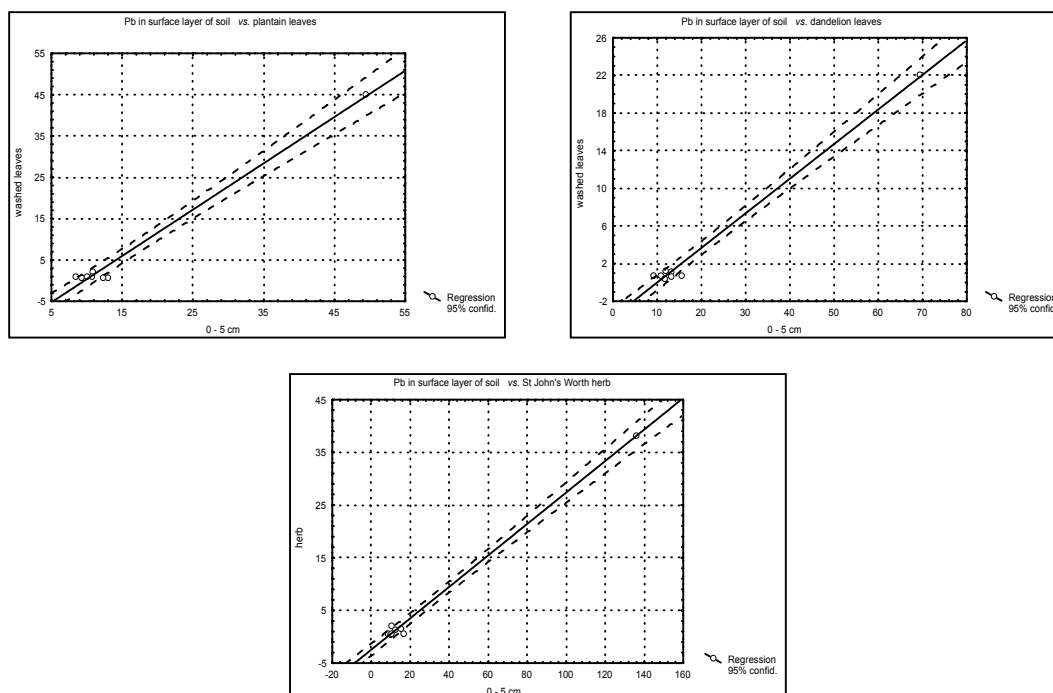 Pb in surface layer of soil vs. plantain leaves
55
45
35
25
15
5
-5
washed leaves
5 15 25 35 45 55
0 - 5 cm
Regression
95% confid.
Pb in surface layer of soil vs. dandelion leaves
26
22
18
14
10
6
2
-2
washed leaves
0 10 20 30 40 50 60 70 80
0 - 5 cm
Regression
95% confid.
Pb in surface layer of soil vs. St John's Worth herb
45
35
25
15
5
-5
herb
-20 0 20 40 60 80 100 120 140 160
0 - 5 cm
Regression
95% confid.